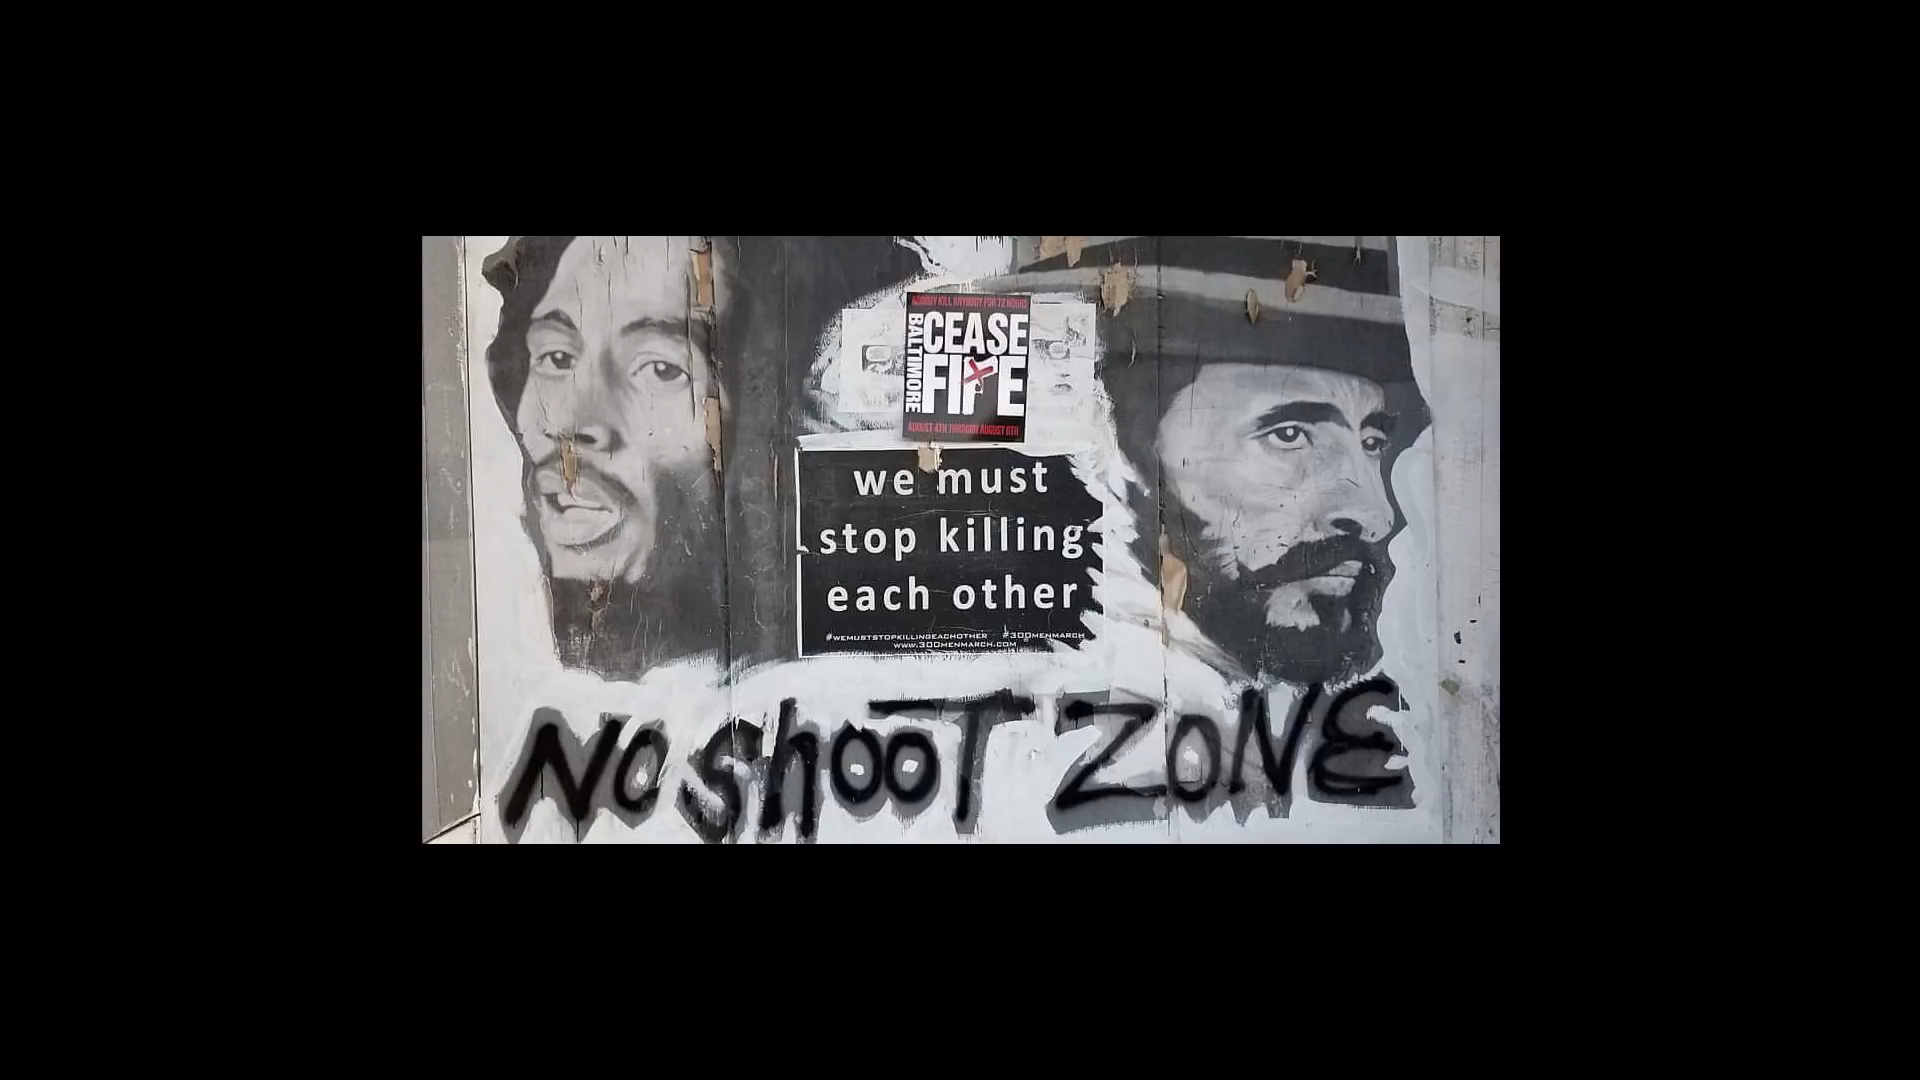 NOBODY KILL ANYBODY FOR 72 HOURS
BALTIMORE
CEASE
FIRE
AUGUST 4TH THROUGH AUGUST 6TH
we must
stop killing
each other
#WEMUSTSTOPKILLINGEACHOTHER #300MENMARCH
WWW.300MENMARCH.COM
NO ShOOT ZONE